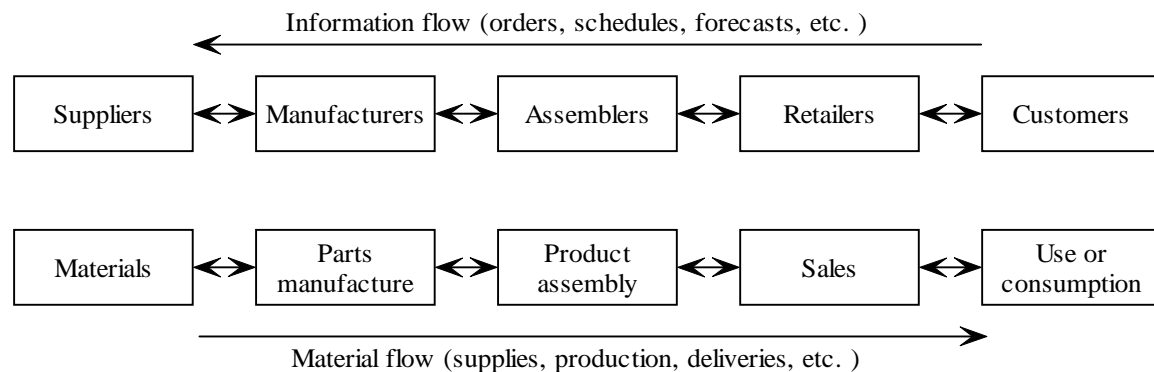 Information flow (orders, schedules, forecasts, etc. )
Suppliers
Manufacturers
Assemblers
Retailers
Customers
Materials
Parts
manufacture
Product
assembly
Sales
Use or
consumption
Material flow (supplies, production, deliveries, etc. )